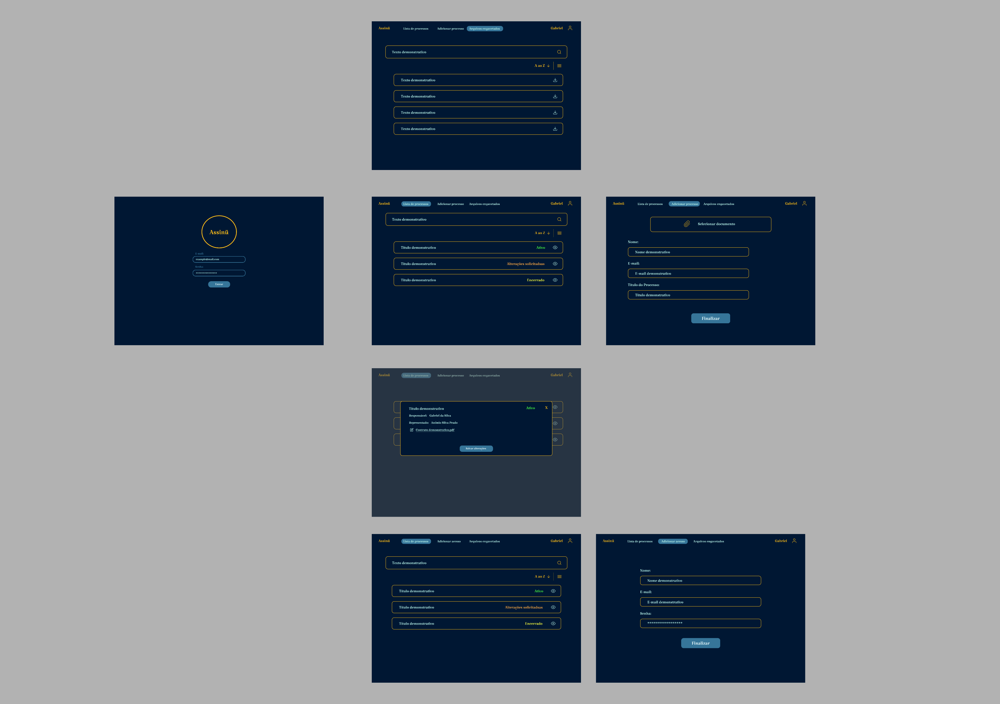 Assinü Lista de processos Adicionar processo Arquivos engavetados Gabriel
Texto demonstrativo
A ao Z
Texto demonstrativo
Texto demonstrativo
Texto demonstrativo
Texto demonstrativo
Assinü
E-mail:
example@mail.com
Senha:
***************
Entrar
Assinü Lista de processos Adicionar processo Arquivos engavetados Gabriel
Texto demonstrativo
A ao Z
Título demonstrativo Ativo
Título demonstrativo Alterações solicitadsas
Título demonstrativo Encerrado
Assinü Lista de processos Adicionar processo Arquivos engavetados Gabriel
Selecionar documento
Nome:
Nome demonstrativo
E-mail:
E-mail demonstrativo
Título do Processo:
Título demonstrativo
Finalizar
Assinü Lista de processos Adicionar processo Arquivos engavetados Gabriel
Título demonstrativo Ativo X
Responsável: Gabriel da Silva
Representado: Anônio Silva Prado
Contrato demonstrativo.pdf
Salvar alterações
Assinü Lista de processos Adicionar acesso Arquivos engavetados Gabriel
Texto demonstrativo
A ao Z
Título demonstrativo Ativo
Título demonstrativo Alterações solicitadsas
Título demonstrativo Encerrado
Assinü Lista de processos Adicionar acesso Arquivos engavetados Gabriel
Nome:
Nome demonstrativo
E-mail:
E-mail demonstrativo
Senha:
******************
Finalizar